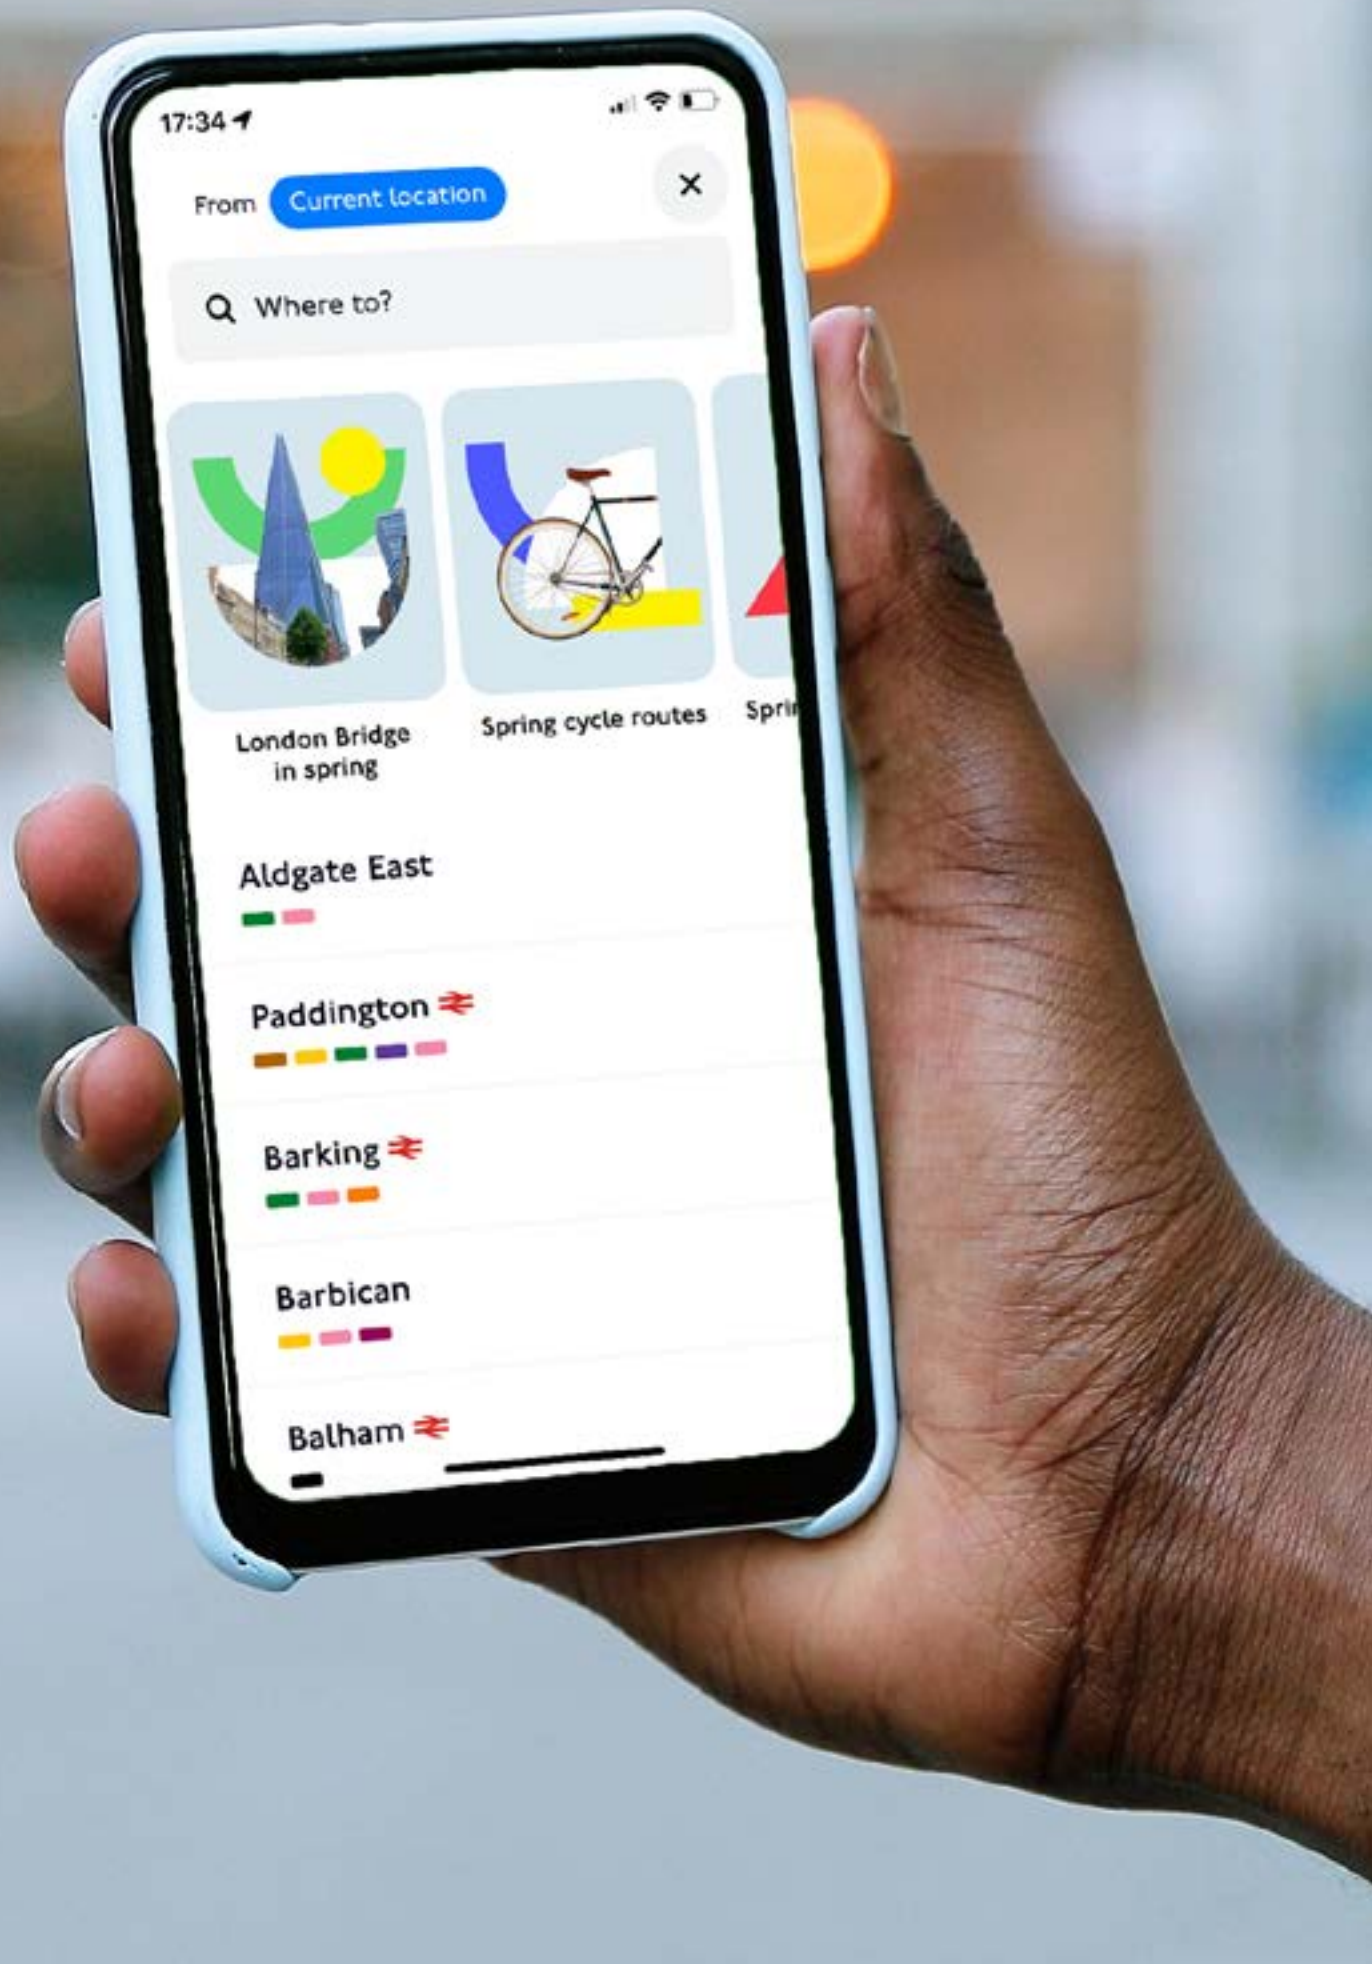 17:34
From Current location
Where to?
London Bridge
in spring
Spring cycle routes
Aldgate East
Paddington
Barking
Barbican
Balham